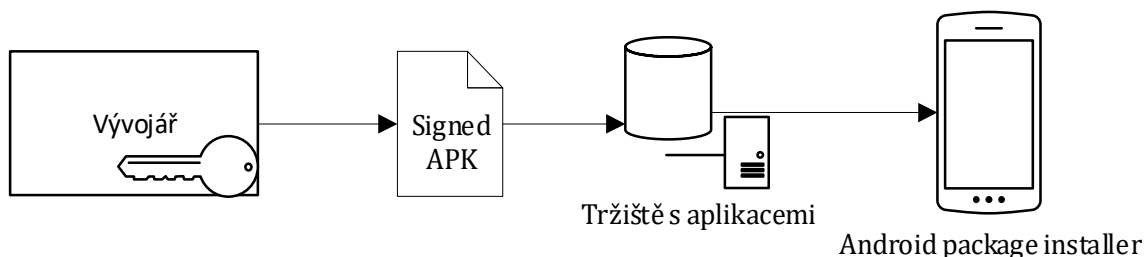 Vývojář
Signed
APK
Tržiště s aplikacemi
Android package installer